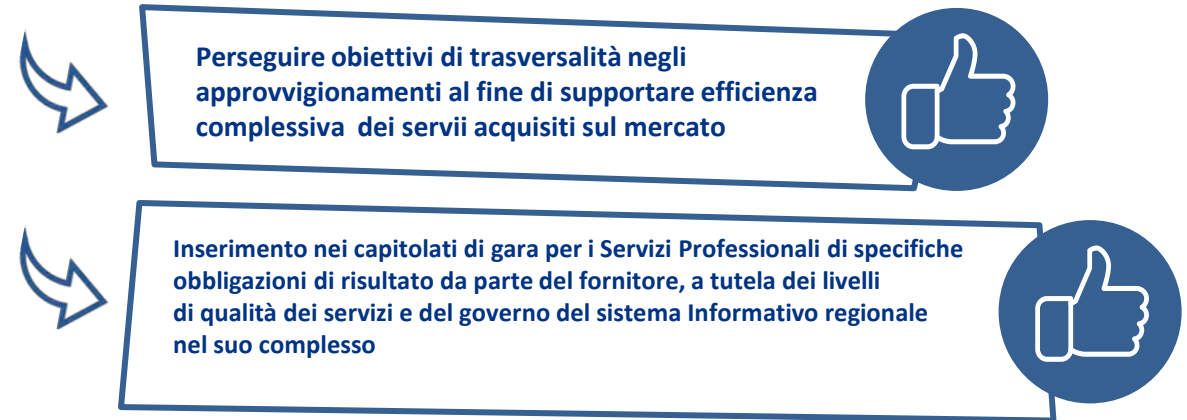 Perseguire obiettivi di trasversalità negli
approvvigionamenti al fine di supportare efficienza
complessiva dei servii acquisiti sul mercato
Inserimento nei capitolati di gara per i Servizi Professionali di specifiche
obbligazioni di risultato da parte del fornitore, a tutela dei livelli
di qualità dei servizi e del governo del sistema Informativo regionale
nel suo complesso